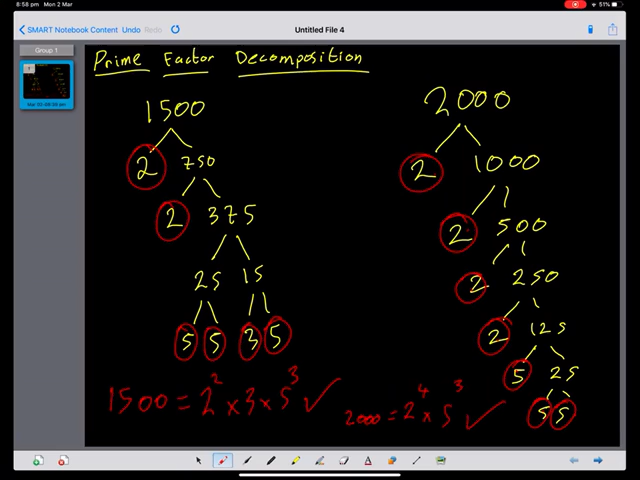 8:58 pm Mon 2 Mar
51%
SMART Notebook Content Undo Redo
Untitled File 4
Group 1
1
Prime Factor Decomposition
1500
2 750
2 375
25 15
5 5 3 5
1500 = 2² × 3 × 5³ ✓
2000
2 1000
2 500
2 250
2 125
5 25
5 5
2000 = 2⁴ × 5³ ✓
A